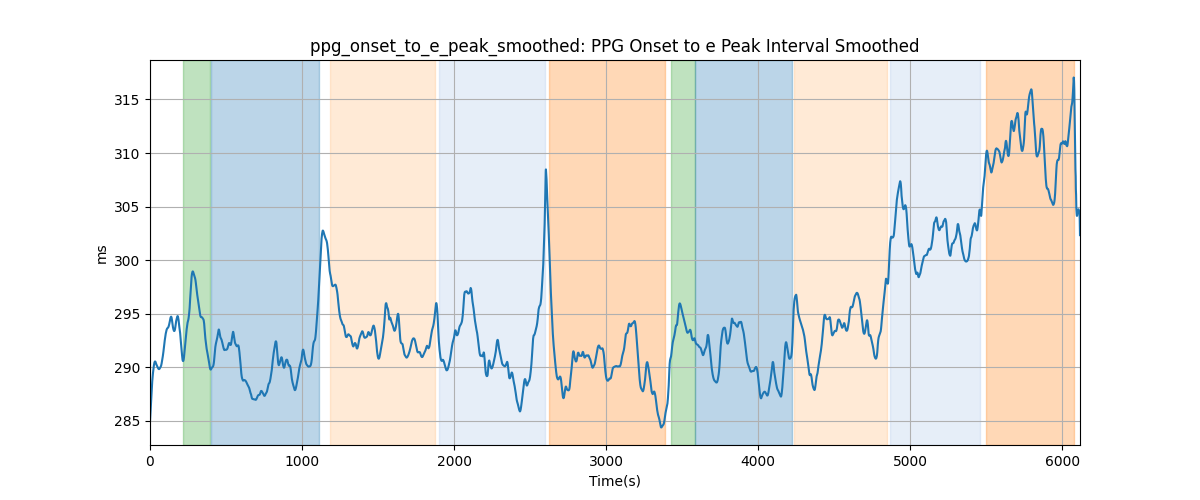 ppg_onset_to_e_peak_smoothed: PPG Onset to e Peak Interval Smoothed
315
310
305
300
295
290
285
ms
0 1000 2000 3000 4000 5000 6000
Time(s)